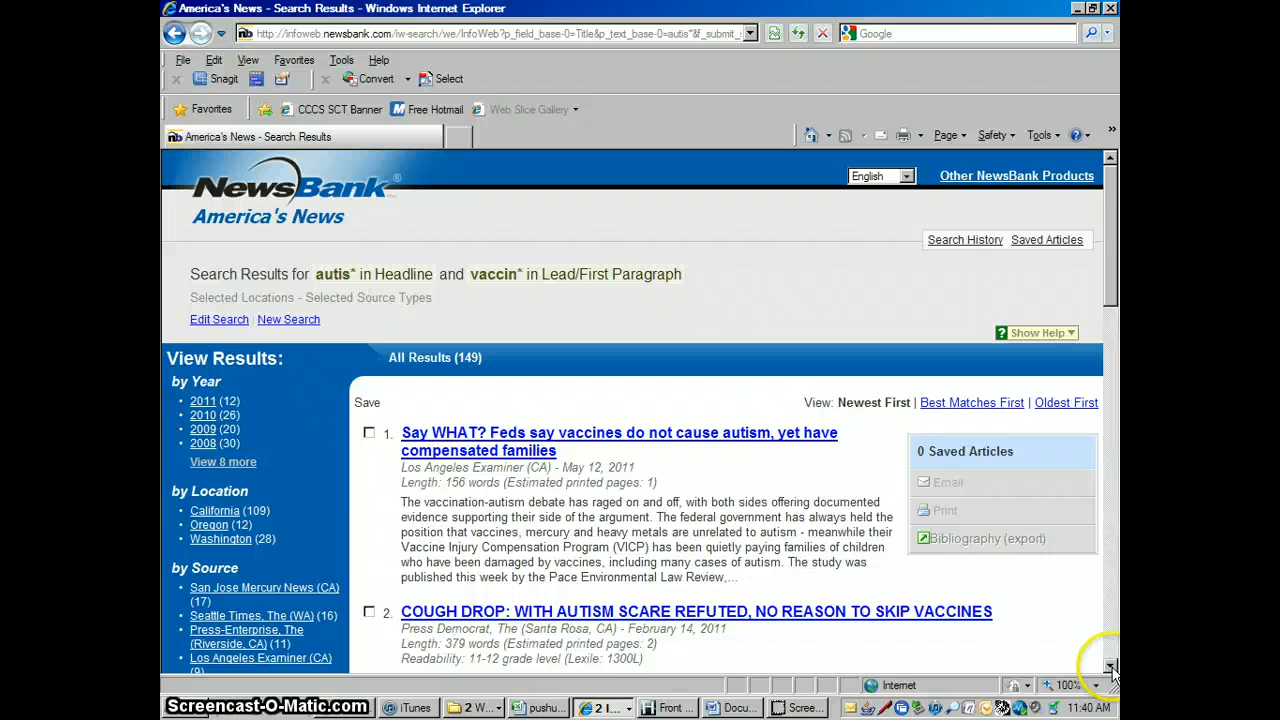 America's News - Search Results - Windows Internet Explorer
http://infoweb.newsbank.com/iw-search/we/InfoWeb?p_field_base-0=Title&p_text_base-0=autis*&f_submit_
Google
File Edit View Favorites Tools Help
Snagit Convert Select
Favorites CCCS SCT Banner Free Hotmail Web Slice Gallery
America's News - Search Results
Page Safety Tools
NewsBank®
America's News
English
Other NewsBank Products
Search History Saved Articles
Search Results for autis* in Headline and vaccin* in Lead/First Paragraph
Selected Locations - Selected Source Types
Edit Search | New Search
? Show Help
View Results:
All Results (149)
by Year
2011 (12)
2010 (26)
2009 (20)
2008 (30)
View 8 more
by Location
California (109)
Oregon (12)
Washington (28)
by Source
San Jose Mercury News (CA)
(17)
Seattle Times, The (WA) (16)
Press-Enterprise, The
(Riverside, CA) (11)
Los Angeles Examiner (CA)
(9)
Save
View: Newest First | Best Matches First | Oldest First
1. Say WHAT? Feds say vaccines do not cause autism, yet have
compensated families
Los Angeles Examiner (CA) - May 12, 2011
Length: 156 words (Estimated printed pages: 1)
The vaccination-autism debate has raged on and off, with both sides offering documented
evidence supporting their side of the argument. The federal government has always held the
position that vaccines, mercury and heavy metals are unrelated to autism - meanwhile their
Vaccine Injury Compensation Program (VICP) has been quietly paying families of children
who have been damaged by vaccines, including many cases of autism. The study was
published this week by the Pace Environmental Law Review,...
0 Saved Articles
Email
Print
Bibliography (export)
2. COUGH DROP: WITH AUTISM SCARE REFUTED, NO REASON TO SKIP VACCINES
Press Democrat, The (Santa Rosa, CA) - February 14, 2011
Length: 379 words (Estimated printed pages: 2)
Readability: 11-12 grade level (Lexile: 1300L)
Internet 100%
Screencast-O-Matic.com
iTunes 2 W... pushu... 2 I... Front ... Docu... Scree... 11:40 AM